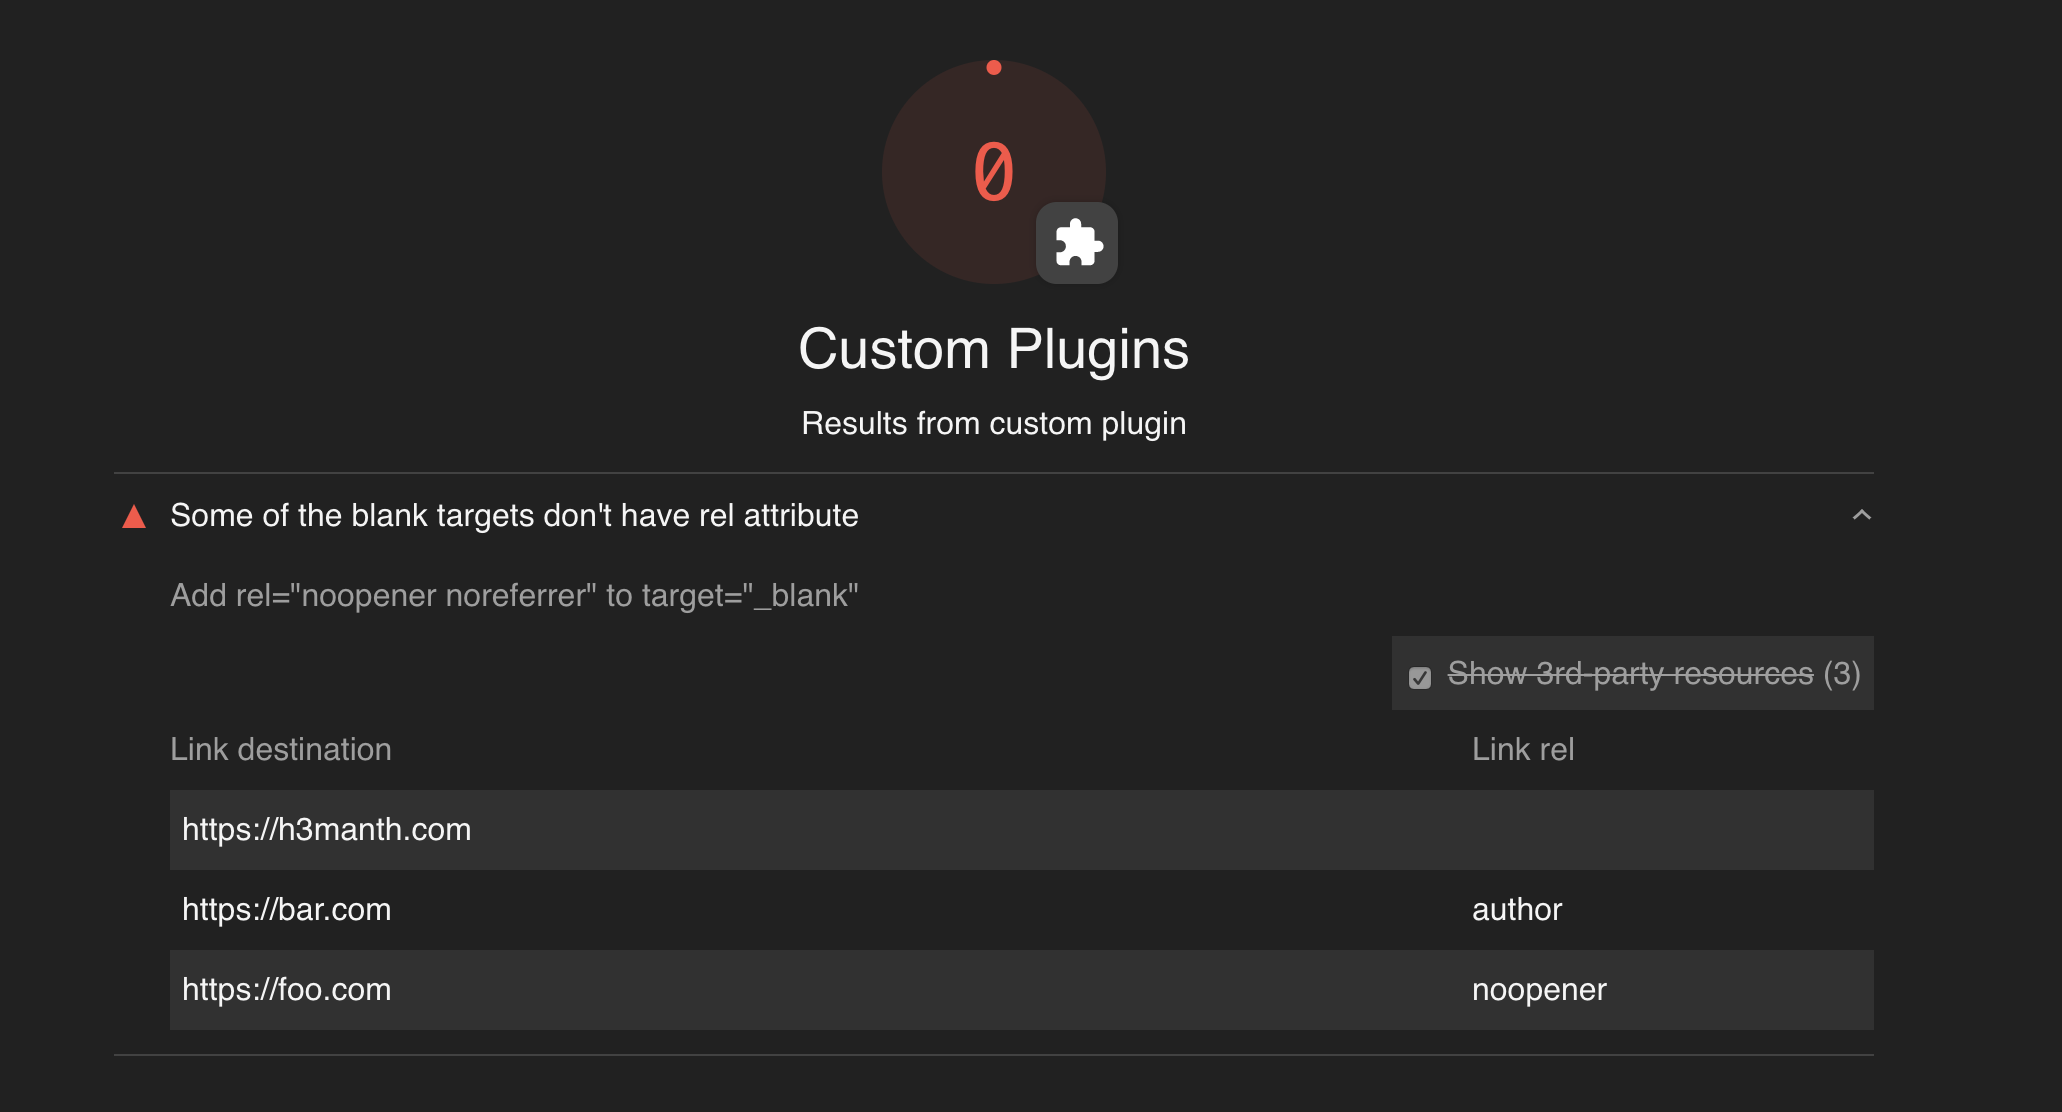 0
Custom Plugins
Results from custom plugin
Some of the blank targets don't have rel attribute
Add rel="noopener noreferrer" to target="_blank"
Show 3rd-party resources (3)
Link destination Link rel
https://h3manth.com
https://bar.com author
https://foo.com noopener